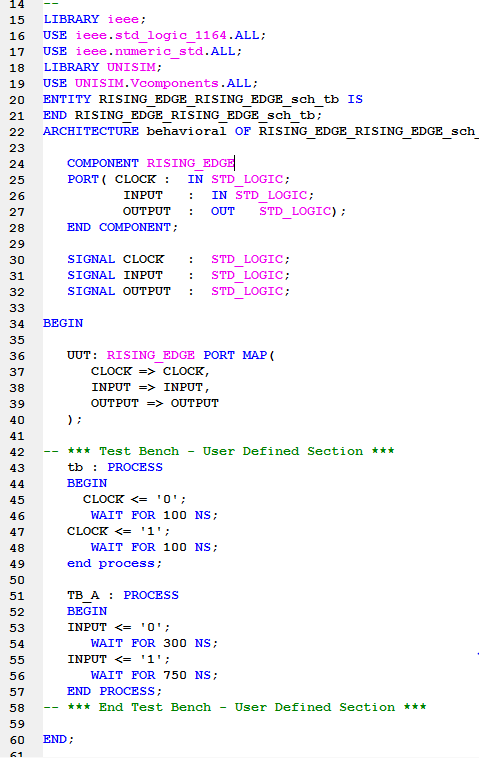 14 --
15 LIBRARY ieee;
16 USE ieee.std_logic_1164.ALL;
17 USE ieee.numeric_std.ALL;
18 LIBRARY UNISIM;
19 USE UNISIM.Vcomponents.ALL;
20 ENTITY RISING_EDGE_RISING_EDGE_sch_tb IS
21 END RISING_EDGE_RISING_EDGE_sch_tb;
22 ARCHITECTURE behavioral OF RISING_EDGE_RISING_EDGE_sch_
23
24 COMPONENT RISING_EDGE
25 PORT( CLOCK : IN STD_LOGIC;
26 INPUT : IN STD_LOGIC;
27 OUTPUT : OUT STD_LOGIC);
28 END COMPONENT;
29
30 SIGNAL CLOCK : STD_LOGIC;
31 SIGNAL INPUT : STD_LOGIC;
32 SIGNAL OUTPUT : STD_LOGIC;
33
34 BEGIN
35
36 UUT: RISING_EDGE PORT MAP(
37 CLOCK => CLOCK,
38 INPUT => INPUT,
39 OUTPUT => OUTPUT
40 );
41
42 -- *** Test Bench - User Defined Section ***
43 tb : PROCESS
44 BEGIN
45 CLOCK <= '0';
46 WAIT FOR 100 NS;
47 CLOCK <= '1';
48 WAIT FOR 100 NS;
49 end process;
50
51 TB_A : PROCESS
52 BEGIN
53 INPUT <= '0';
54 WAIT FOR 300 NS;
55 INPUT <= '1';
56 WAIT FOR 750 NS;
57 END PROCESS;
58 -- *** End Test Bench - User Defined Section ***
59
60 END;
61